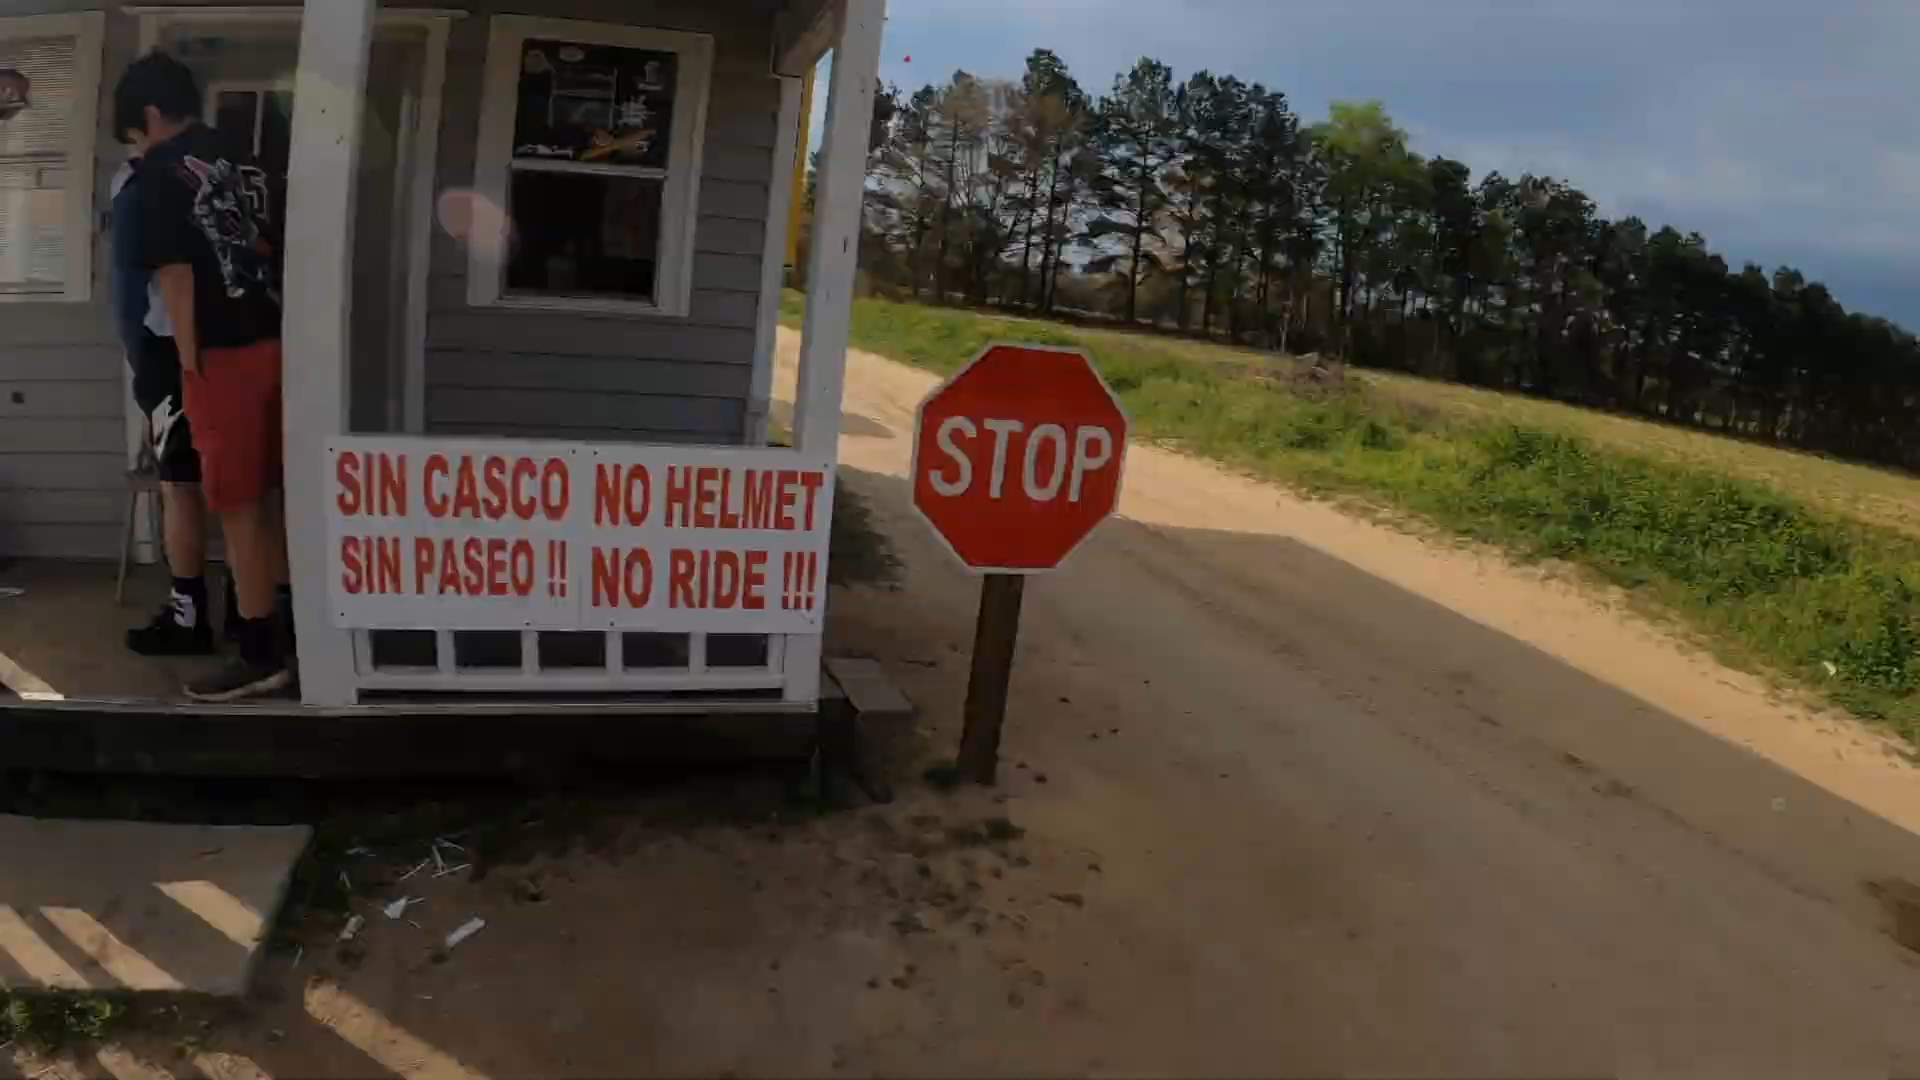 SIN CASCO
SIN PASEO !!
NO HELMET
NO RIDE !!!
STOP